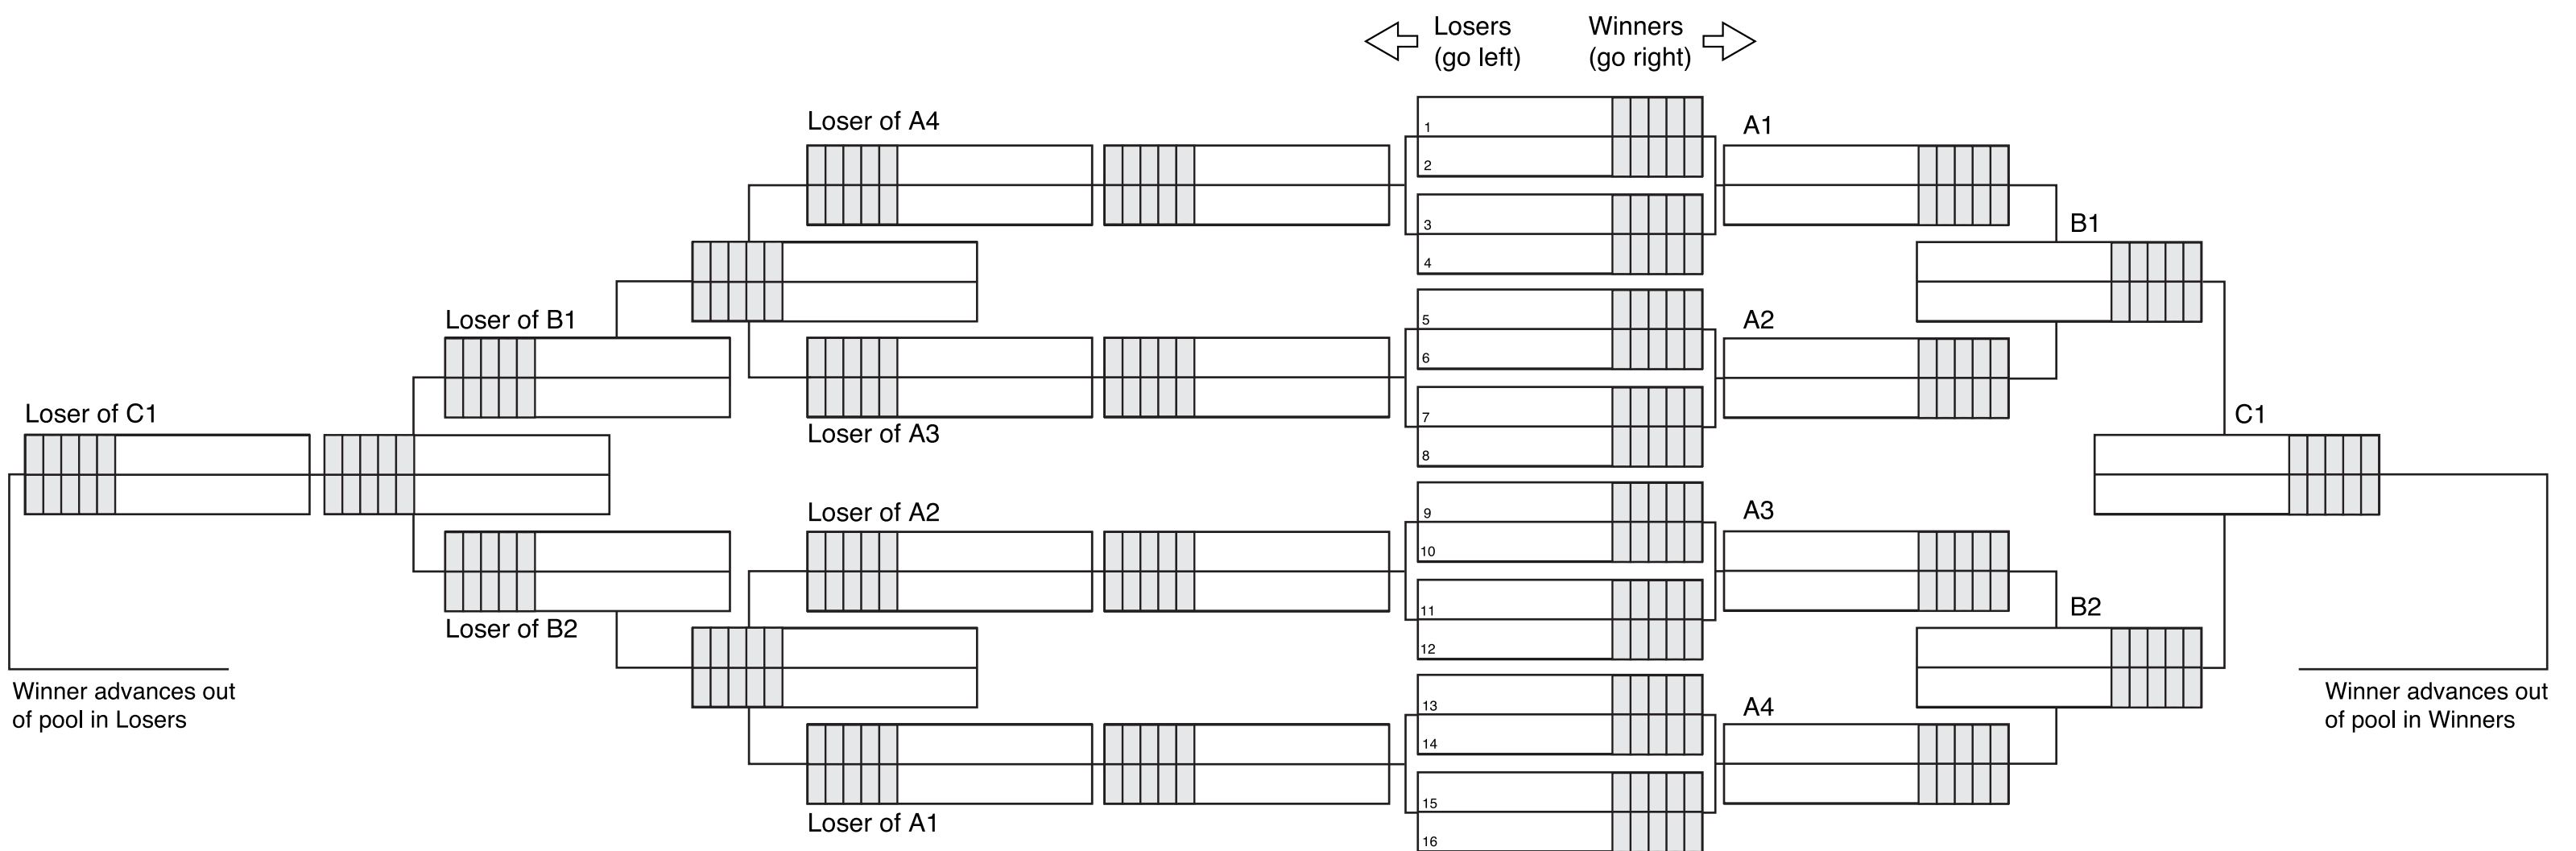 Losers
(go left)
Winners
(go right)
Loser of A4
1
A1
2
3
B1
4
Loser of B1
5
A2
6
Loser of C1
7
C1
Loser of A3
8
Loser of A2
9
A3
10
11
B2
Loser of B2
12
Winner advances out
of pool in Losers
13
A4
Winner advances out
of pool in Winners
14
15
Loser of A1
16